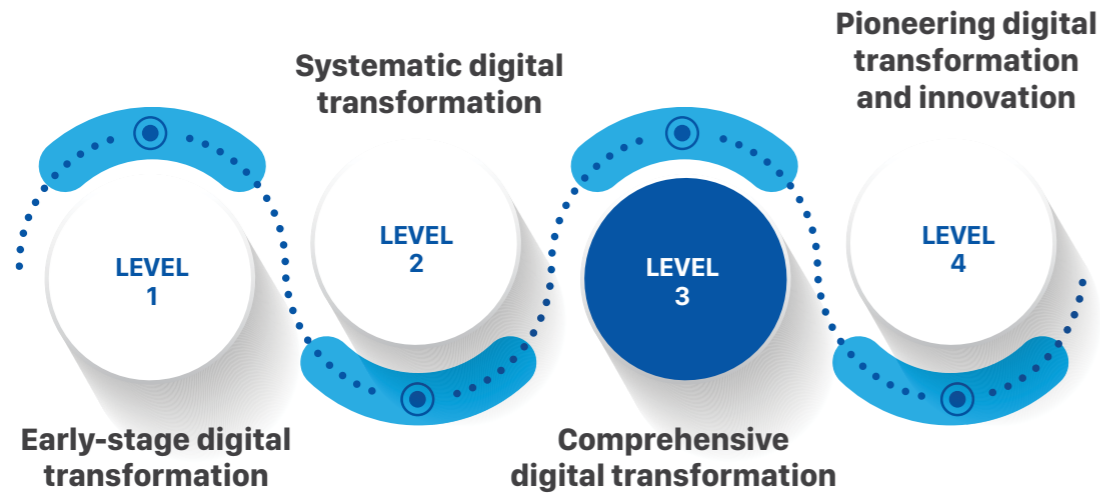 LEVEL
1
Early-stage digital
transformation
Systematic digital
transformation
LEVEL
2
LEVEL
3
Comprehensive
digital transformation
Pioneering digital
transformation
and innovation
LEVEL
4